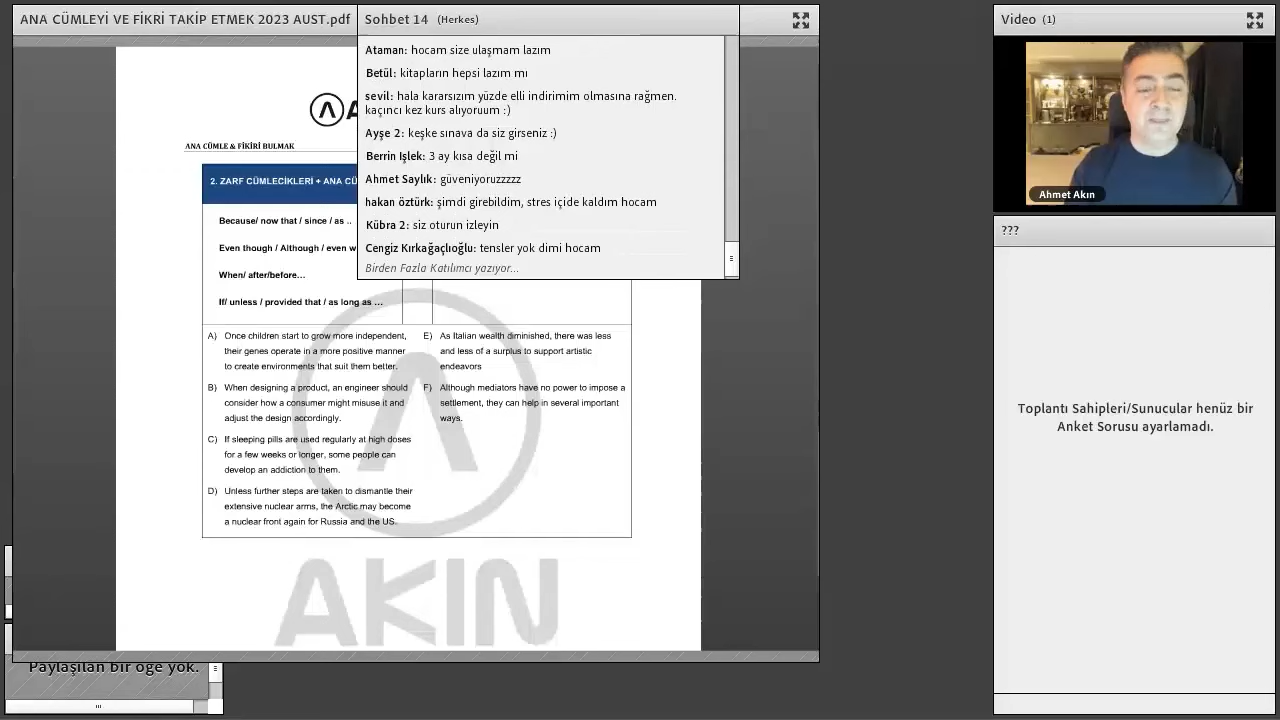 ANA CÜMLEYİ VE FİKRİ TAKİP ETMEK 2023 AUST.pdf
Sohbet 14 (Herkes)
Ataman: hocam size ulaşmam lazım
Betül: kitapların hepsi lazım mı
sevil: hala kararsızım yüzde elli indirimim olmasına rağmen.
kaçıncı kez kurs alıyoruum :)
Ayşe 2: keşke sınava da siz girseniz :)
Berrin Işlek: 3 ay kısa değil mi
Ahmet Saylık: güveniyoruzzzzz
hakan öztürk: şimdi girebildim, stres içide kaldım hocam
Kübra 2: siz oturun izleyin
Cengiz Kırkağaçlıoğlu: tensler yok dimi hocam
Birden Fazla Katılımcı yazıyor...
ANA CÜMLE & FİKİRİ BULMAK
2. ZARF CÜMLECİKLERİ + ANA CÜ
Because/ now that / since / as ..
Even though / Although / even w
When/ after/before…
If/ unless / provided that / as long as …
A) Once children start to grow more independent,
their genes operate in a more positive manner
to create environments that suit them better.
B) When designing a product, an engineer should
consider how a consumer might misuse it and
adjust the design accordingly.
C) If sleeping pills are used regularly at high doses
for a few weeks or longer, some people can
develop an addiction to them.
D) Unless further steps are taken to dismantle their
extensive nuclear arms, the Arctic may become
a nuclear front again for Russia and the US.
E) As Italian wealth diminished, there was less
and less of a surplus to support artistic
endeavors
F) Although mediators have no power to impose a
settlement, they can help in several important
ways.
AKIN
Paylaşılan bir öğe yok.
Video (1)
Ahmet Akın
???
Toplantı Sahipleri/Sunucular henüz bir
Anket Sorusu ayarlamadı.